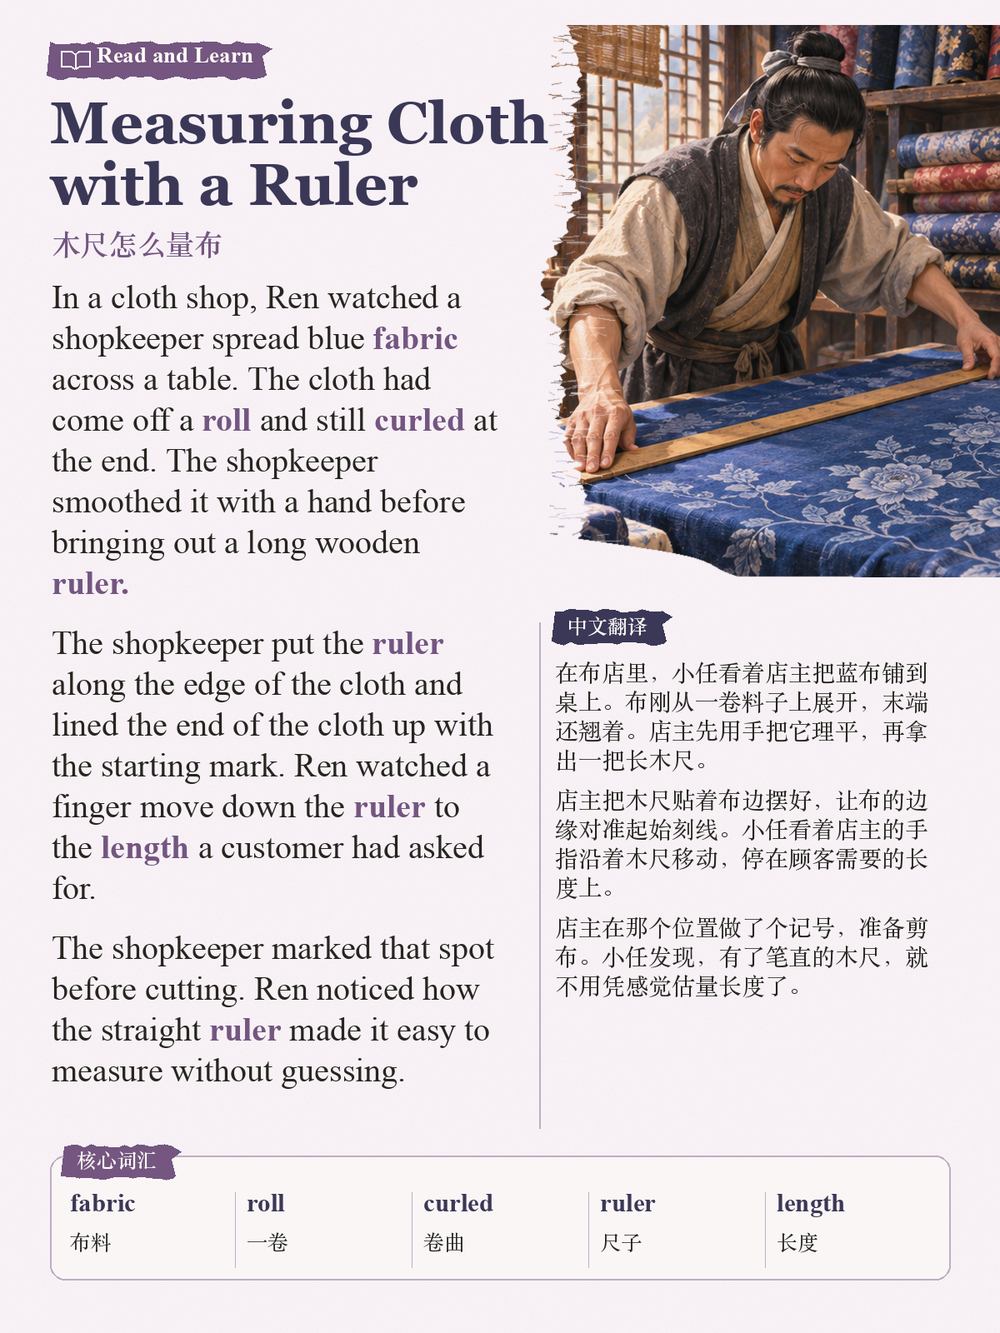 Read and Learn
Measuring Cloth
with a Ruler
木尺怎么量布
In a cloth shop, Ren watched a
shopkeeper spread blue fabric
across a table. The cloth had
come off a roll and still curled at
the end. The shopkeeper
smoothed it with a hand before
bringing out a long wooden
ruler.
The shopkeeper put the ruler
along the edge of the cloth and
lined the end of the cloth up with
the starting mark. Ren watched a
finger move down the ruler to
the length a customer had asked
for.
The shopkeeper marked that spot
before cutting. Ren noticed how
the straight ruler made it easy to
measure without guessing.
中文翻译
在布店里，小任看着店主把蓝布铺到
桌上。布刚从一卷料子上展开，末端
还翘着。店主先用手把它理平，再拿
出一把长木尺。
店主把木尺贴着布边摆好，让布的边
缘对准起始刻线。小任看着店主的手
指沿着木尺移动，停在顾客需要的长
度上。
店主在那个位置做了个记号，准备剪
布。小任发现，有了笔直的木尺，就
不用凭感觉估量长度了。
核心词汇
fabric
布料
roll
一卷
curled
卷曲
ruler
尺子
length
长度